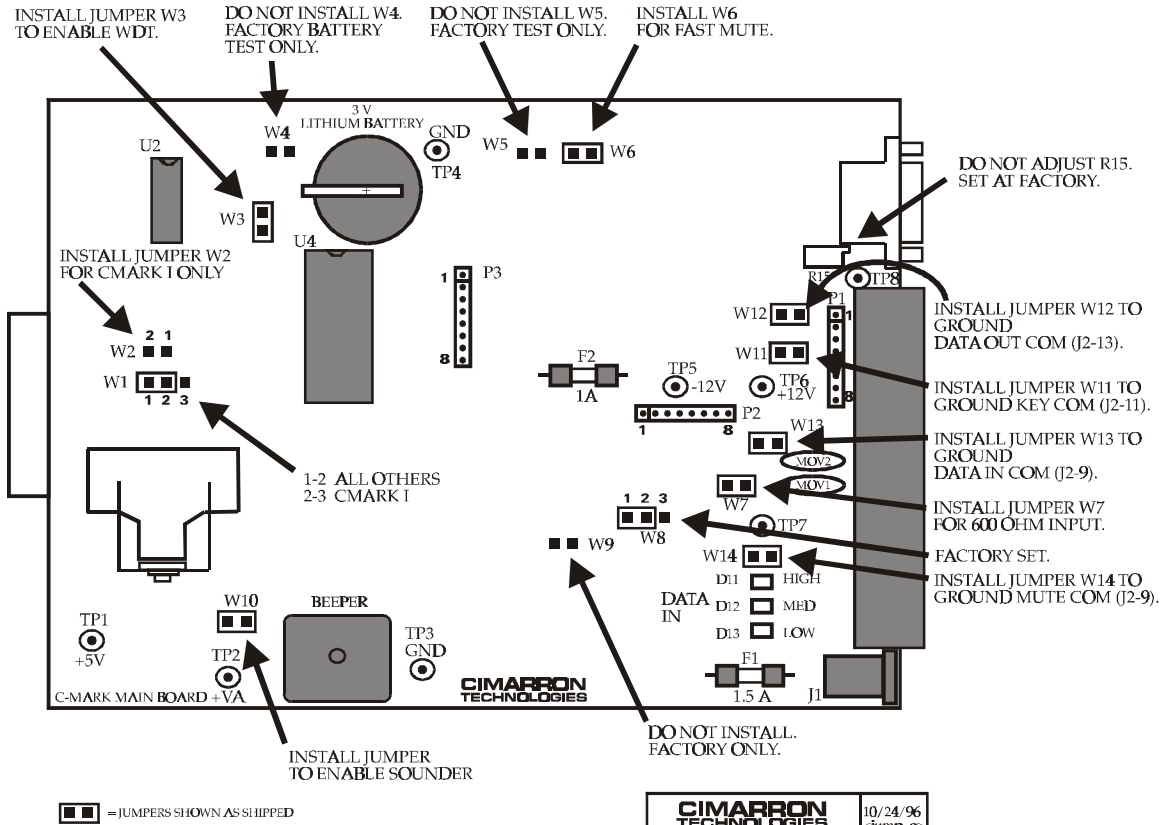 INSTALL JUMPER W3
TO ENABLE WDT.
DO NOT INSTALL W4.
FACTORY BATTERY
TEST ONLY.
DO NOT INSTALL W5.
FACTORY TEST ONLY.
INSTALL W6
FOR FAST MUTE.
3 V
LITHIUM BATTERY
W4
GND
TP4
W5
W6
U2
DO NOT ADJUST R15.
SET AT FACTORY.
W3
U4
+
INSTALL JUMPER W2
FOR CMARK I ONLY
1
P3
8
R15
TP8
P1
1
8
W12
INSTALL JUMPER W12 TO
GROUND
DATA OUT COM (J2-13).
2 1
W2
W11
W1
1 2 3
F2
1A
TP5
-12V
TP6
+12V
INSTALL JUMPER W11 TO
GROUND KEY COM (J2-11).
P2
1
8
W13
INSTALL JUMPER W13 TO
GROUND
DATA IN COM (J2-9).
MOV2
MOV1
1-2 ALL OTHERS
2-3 CMARK I
W7
INSTALL JUMPER W7
FOR 600 OHM INPUT.
1 2 3
W8
TP7
W9
FACTORY SET.
W14
INSTALL JUMPER W14 TO
GROUND MUTE COM (J2-9).
DATA
IN
D11
HIGH
D12
MED
D13
LOW
W10
BEEPER
TP1
+5V
TP2
+VA
TP3
GND
F1
1.5 A
J1
C-MARK MAIN BOARD
CIMARRON
TECHNOLOGIES
DO NOT INSTALL.
FACTORY ONLY.
INSTALL JUMPER
TO ENABLE SOUNDER
= JUMPERS SHOWN AS SHIPPED
CIMARRON
TECHNOLOGIES
10/24/96